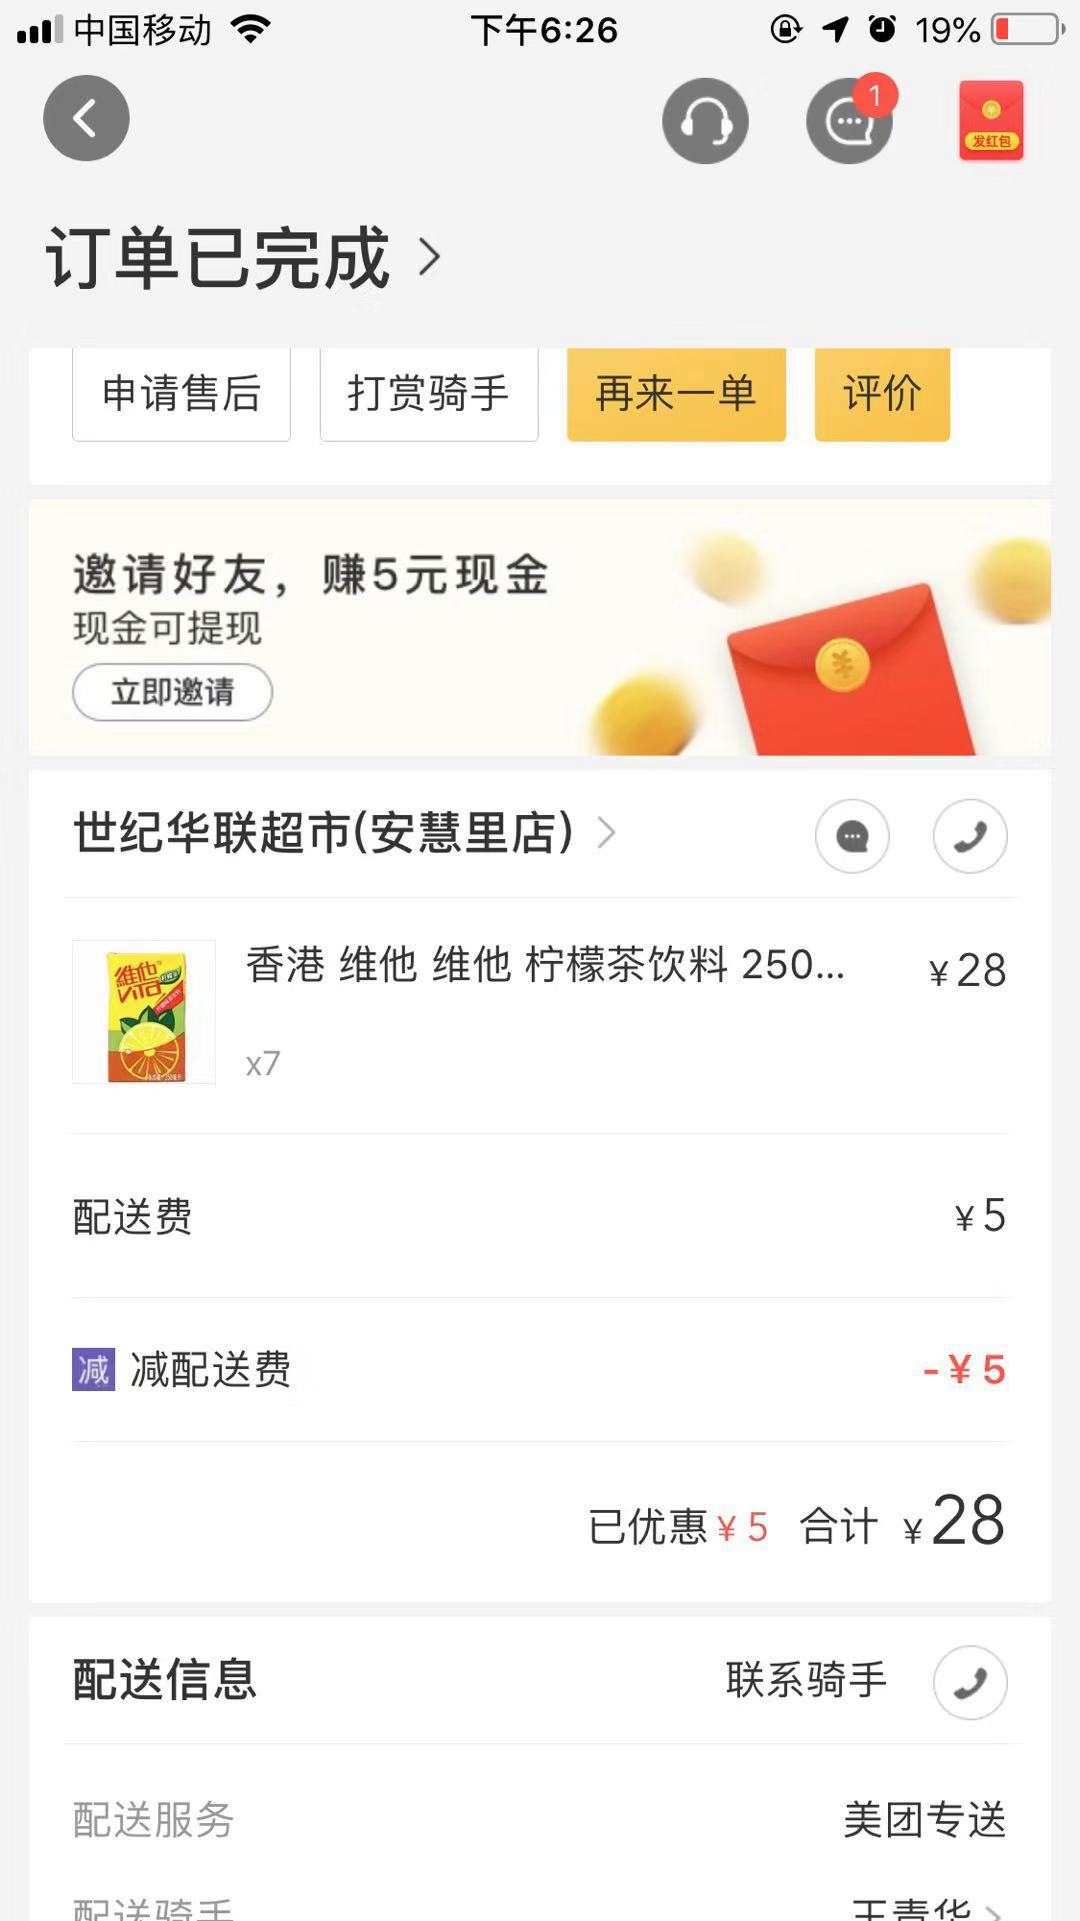 中国移动 下午6:26 19%
1
发红包
订单已完成
申请售后 打赏骑手 再来一单 评价
邀请好友，赚5元现金
现金可提现
立即邀请
世纪华联超市(安慧里店)
香港 维他 维他 柠檬茶饮料 250... ¥28
維他
x7
配送费 ¥5
减 减配送费 -¥5
已优惠¥5 合计 ¥28
配送信息 联系骑手
配送服务 美团专送
配送骑手 王青华